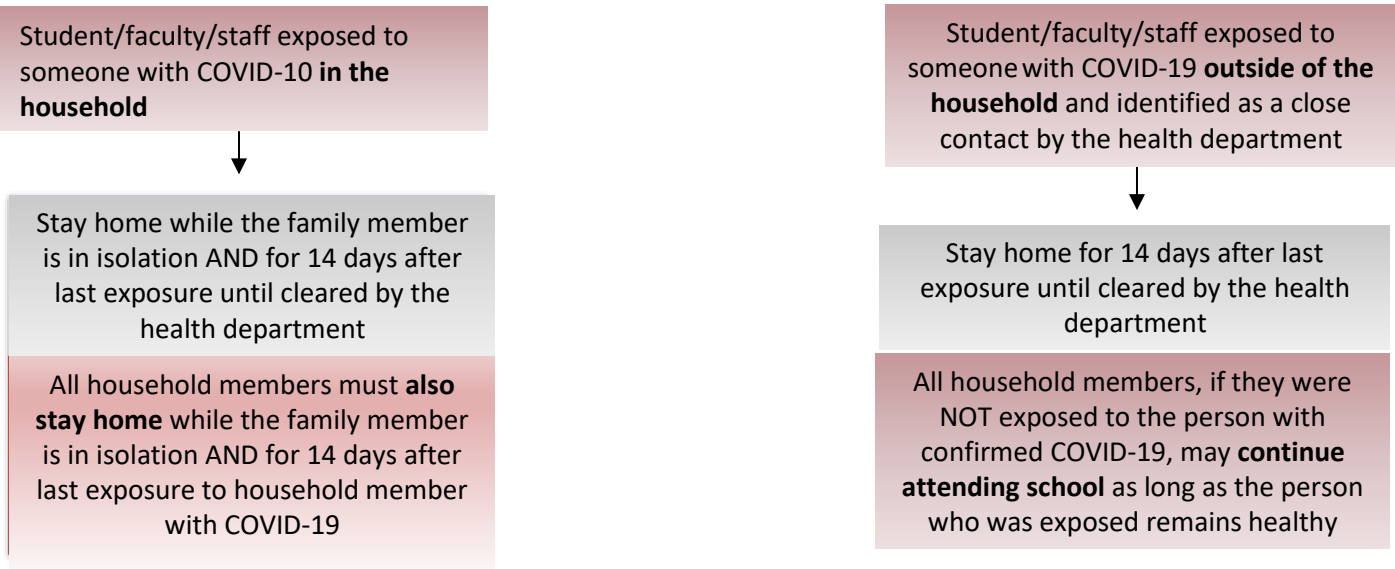 Student/faculty/staff exposed to
someone with COVID-10 in the
household
Stay home while the family member
is in isolation AND for 14 days after
last exposure until cleared by the
health department
All household members must also
stay home while the family member
is in isolation AND for 14 days after
last exposure to household member
with COVID-19
Student/faculty/staff exposed to
someone with COVID-19 outside of the
household and identified as a close
contact by the health department
Stay home for 14 days after last
exposure until cleared by the health
department
All household members, if they were
NOT exposed to the person with
confirmed COVID-19, may continue
attending school as long as the person
who was exposed remains healthy